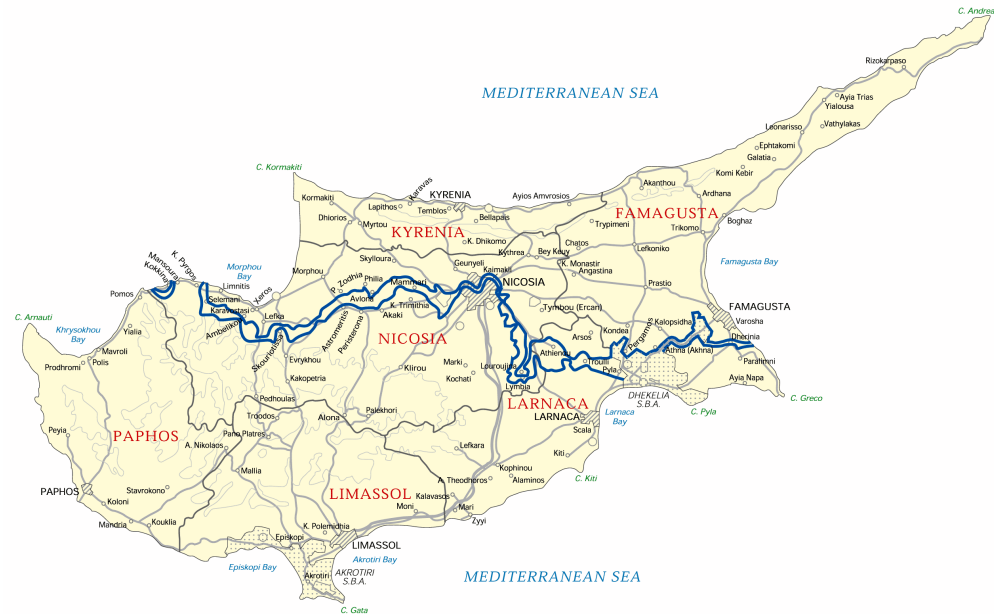 C. Andrea
Rizokarpaso
MEDITERRANEAN SEA
Ayia Trias
Yialousa
Leonarisso
Vathylakas
Ephtakomi
Galatia
C. Kormakiti
Komi Kebir
Karavas
Akanthou
Kormakiti
KYRENIA
Ayios Amvrosios
Ardhana
Lapithos
Temblos
Dhiorios
Bellapais
FAMAGUSTA
Myrtou
Trypimeni
Boghaz
KYRENIA
Trikomo
K. Dhikomo
Chatos
Lefkoniko
Kythrea
Bey Keuy
Skylloura
K. Monastir
Famagusta
Bay
Mansoura
Kokkina
K. Pyrgos
Morphou
Bay
Morphou
Geunyeli
Kaimakli
Angastina
P. Zodhia
Philia
Mammari
NICOSIA
Prastio
Limnitis
Pomos
Selemani
Xeros
Avlona
K. Trimithia
Tymbou (Ercan)
FAMAGUSTA
Karavostasi
Lefka
Akaki
C. Arnauti
Khrysokhou
Bay
Yialia
Ambelikou
Skouriotissa
Astromeritis
Peristerona
NICOSIA
Kondea
Kalopsidha
Varosha
Arsos
Pergamos
Dherinia
Mavroli
Athienou
Athna (Akhna)
Prodhromi
Polis
Evrykhou
Marki
Louroujina
Troulli
Paralimni
Klirou
Pyla
Kakopetria
Kochati
Lymbia
Ayia Napa
Pedhoulas
DHEKELIA
S.B.A.
C. Greco
LARNACA
Larnaca
Bay
C. Pyla
Troodos
Alona
Palekhori
LARNACA
Peyia
PAPHOS
Pano Platres
Scala
A. Nikolaos
Lefkara
Kiti
Mallia
Kophinou
C. Kiti
PAPHOS
Stavrokono
A. Theodhoros
Alaminos
Koloni
LIMASSOL
Kalavasos
Moni
Mari
Mandria
Kouklia
Zyyi
K. Polemidhia
Episkopi
LIMASSOL
Episkopi Bay
Akrotiri Bay
Akrotiri
AKROTIRI
S.B.A.
MEDITERRANEAN SEA
C. Gata